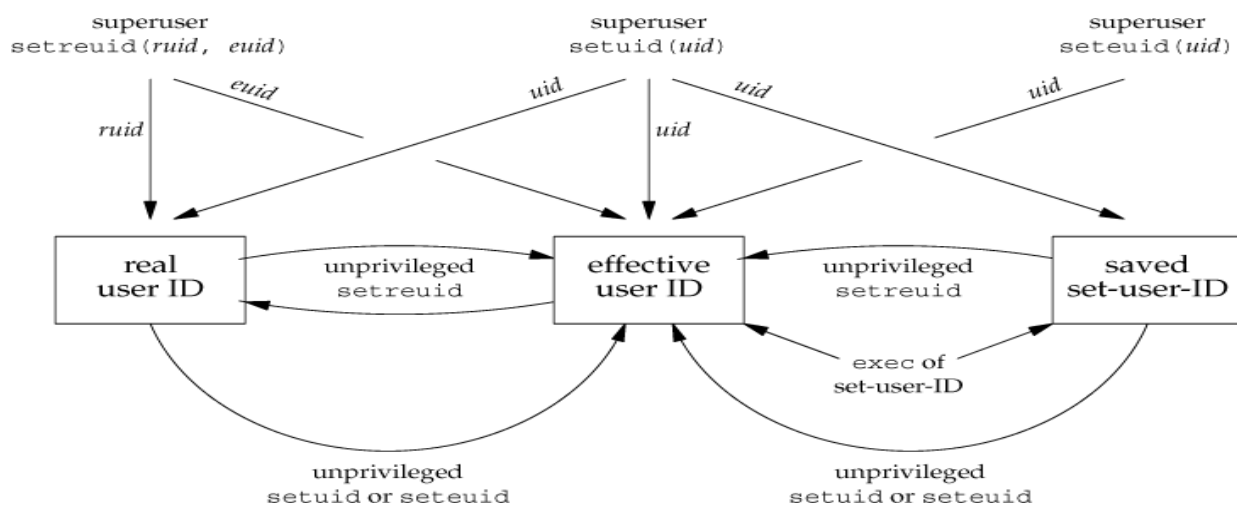 superuser
setreuid(ruid, euid)
superuser
setuid(uid)
superuser
seteuid(uid)
euid
uid
uid
uid
ruid
uid
real
user ID
unprivileged
setreuid
effective
user ID
unprivileged
setreuid
saved
set-user-ID
exec of
set-user-ID
unprivileged
setuid or seteuid
unprivileged
setuid or seteuid